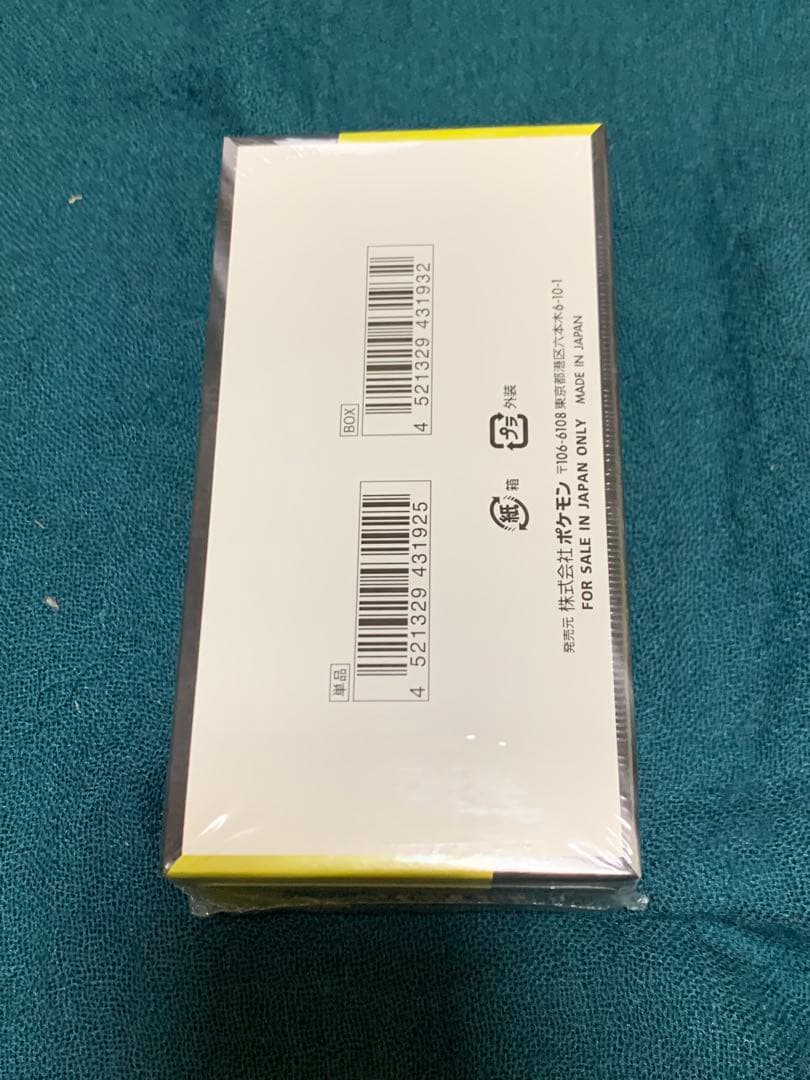 単品
4 521329 431925
BOX
4 521329 431932
紙 箱
プラ 外装
発売元 株式会社ポケモン 〒106-6108 東京都港区六本木6-10-1
FOR SALE IN JAPAN ONLY MADE IN JAPAN